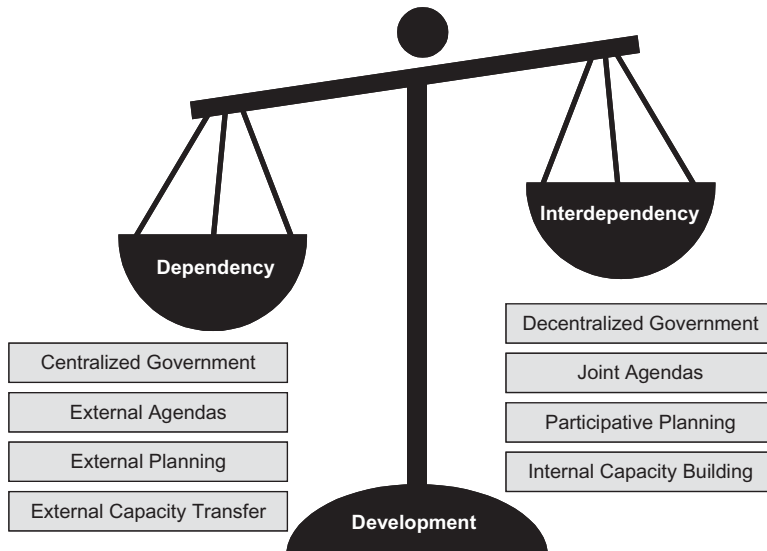 Interdependency
Dependency
Decentralized Government
Joint Agendas
Participative Planning
Internal Capacity Building
Centralized Government
External Agendas
External Planning
External Capacity Transfer
Development